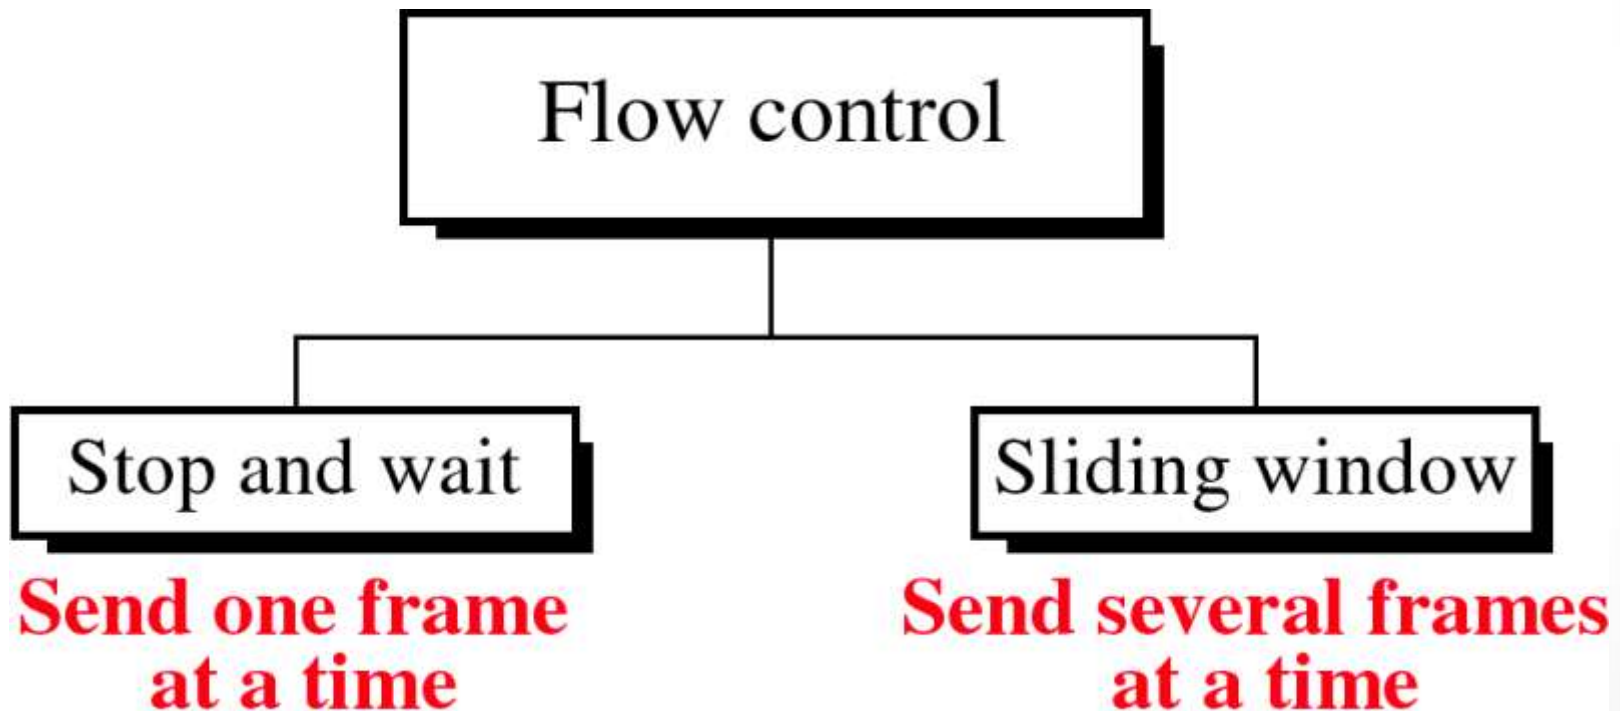 Flow control
Stop and wait
Sliding window
Send one frame
at a time
Send several frames
at a time